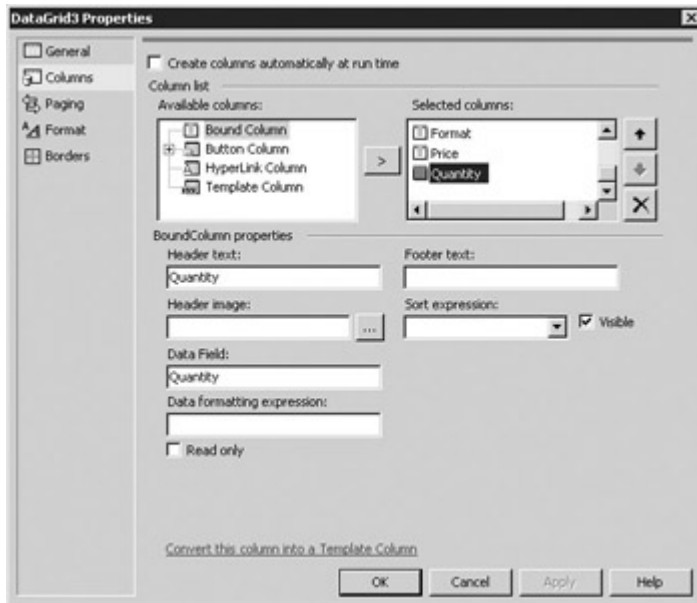 DataGrid3 Properties
General
Columns
Paging
Format
Borders
Create columns automatically at run time
Column list
Available columns:
Bound Column
Button Column
HyperLink Column
Template Column
>
Selected columns:
Format
Price
Quantity
BoundColumn properties
Header text:
Quantity
Footer text:
Header image:
...
Sort expression:
Visible
Data Field:
Quantity
Data formatting expression:
Read only
Convert this column into a Template Column
OK
Cancel
Apply
Help